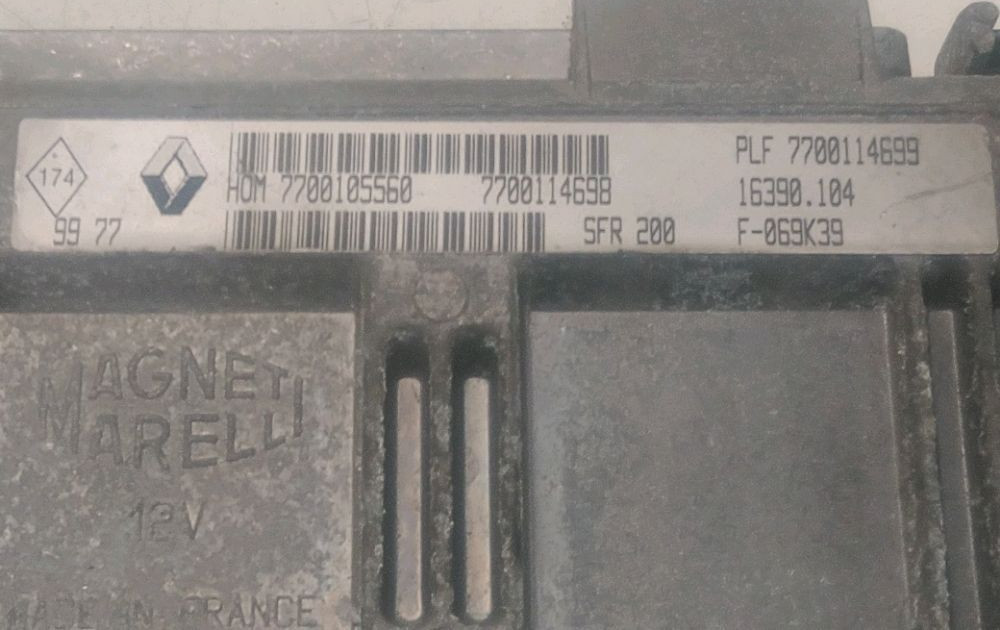 174
99 77
HOM 7700105560 7700114698
SFR 200
PLF 7700114699
16390.104
F-069K39
MAGNETI
MARELLI
12V
MADE IN FRANCE